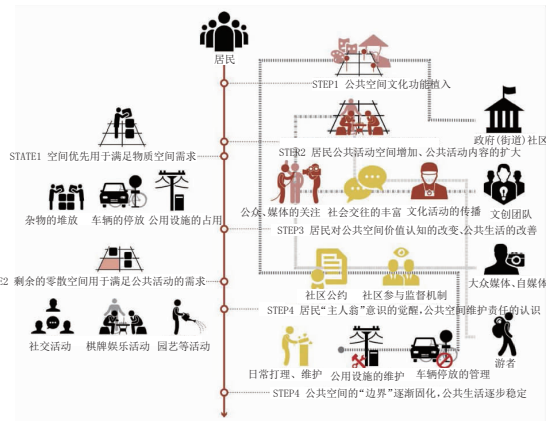 居民
STEP1 公共空间文化功能植入
政府(街道)社区
STATE1 空间优先用于满足物质空间需求
STER2 居民公共活动空间增加、公共活动内容的扩大
杂物的堆放 车辆的停放 公用设施的占用
公众、媒体的关注 社会交往的丰富 文化活动的传播
文创团队
STEP3 居民对公共空间价值认知的改变、公共生活的改善
E2 剩余的零散空间用于满足公共活动的需求
社区公约 社区参与监督机制
大众媒体、自媒体
STEP4 居民“主人翁”意识的觉醒,公共空间维护责任的认识
社交活动 棋牌娱乐活动 园艺等活动
日常打理、维护 公用设施的维护 车辆停放的管理
游者
STEP4 公共空间的“边界”逐渐固化,公共生活逐步稳定